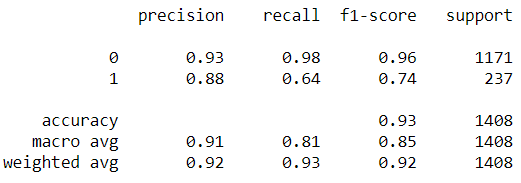 precision recall f1-score support
0 0.93 0.98 0.96 1171
1 0.88 0.64 0.74 237
accuracy 0.93 1408
macro avg 0.91 0.81 0.85 1408
weighted avg 0.92 0.93 0.92 1408